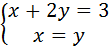 x + 2y = 3
x = y